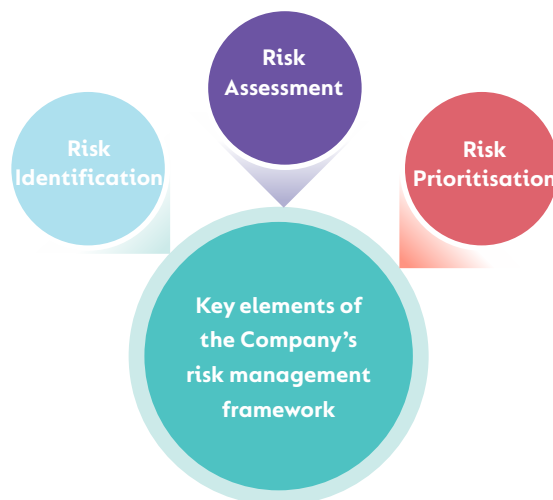 Risk
Assessment
Risk
Identification
Risk
Prioritisation
Key elements of
the Company’s
risk management
framework